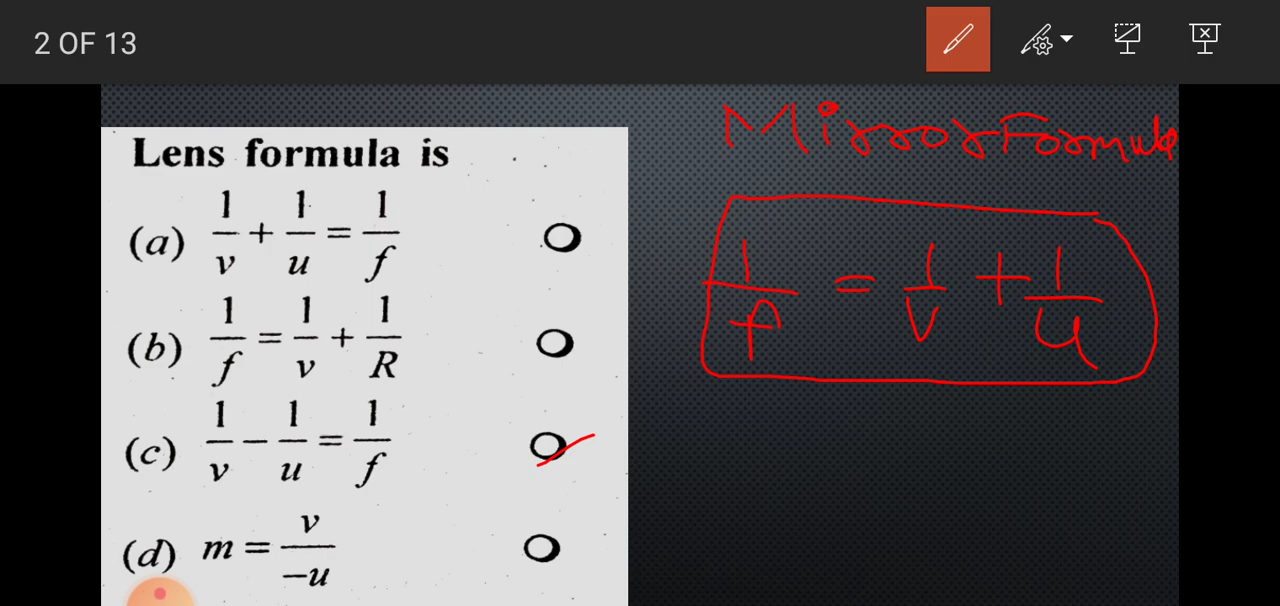 2 OF 13
Lens formula is
(a) 1/v + 1/u = 1/f
(b) 1/f = 1/v + 1/R
(c) 1/v − 1/u = 1/f
(d) m = v/−u
Mirror Formula
1/f = 1/v + 1/u